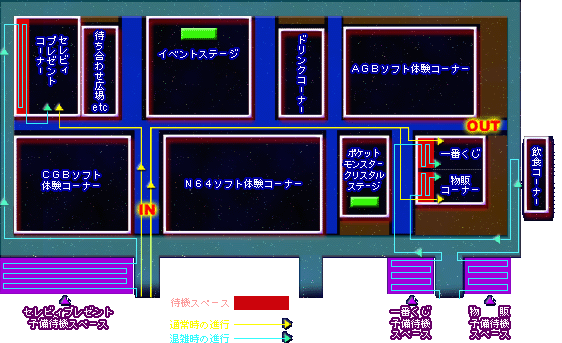 セレビィ
プレゼント
コーナー
待ち合わせ広場
etc
イベントステージ
ドリンクコーナー
AGBソフト体験コーナー
OUT
CGBソフト
体験コーナー
IN
N64ソフト体験コーナー
ポケット
モンスター
クリスタル
ステージ
一番くじ
物販
コーナー
飲食コーナー
セレビィプレゼント
予備待機
スペース
待機スペース
通常時の進行
混雑時の進行
一番くじ
予備待機
スペース
物 販
予備待機
スペース